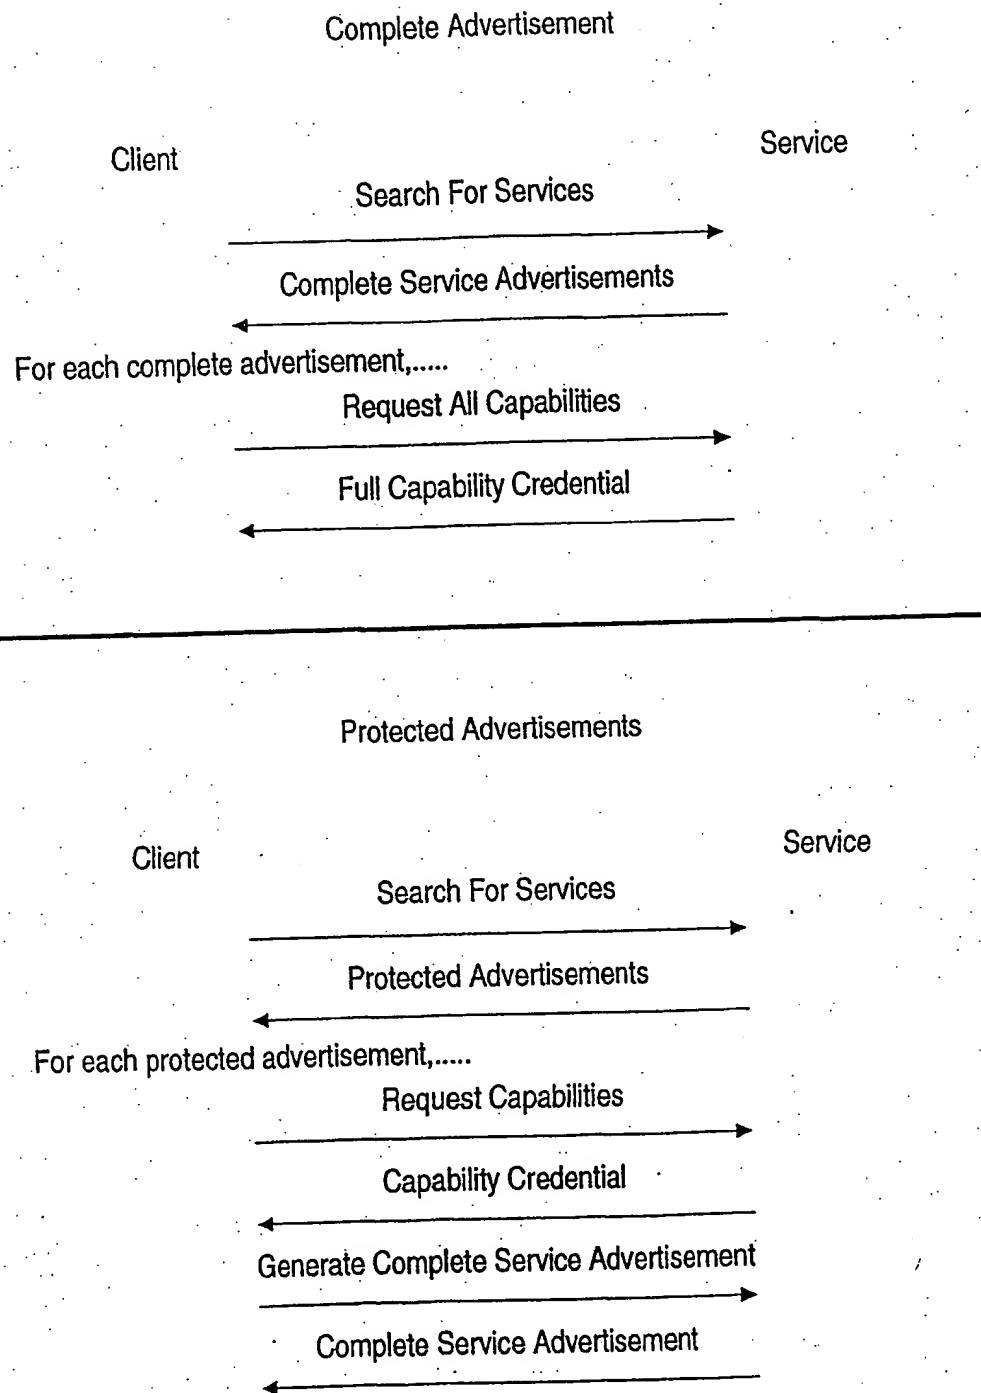 Complete Advertisement
Client
Service
Search For Services
Complete Service Advertisements
For each complete advertisement,.....
Request All Capabilities
Full Capability Credential
Protected Advertisements
Client
Service
Search For Services
Protected Advertisements
For each protected advertisement,.....
Request Capabilities
Capability Credential
Generate Complete Service Advertisement
Complete Service Advertisement